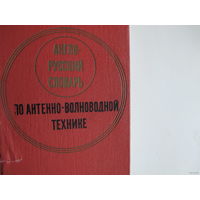 АНГЛО
РУССКИЙ
СЛОВАРЬ
ПО АНТЕННО-ВОЛНОВОДНОЙ
ТЕХНИКЕ